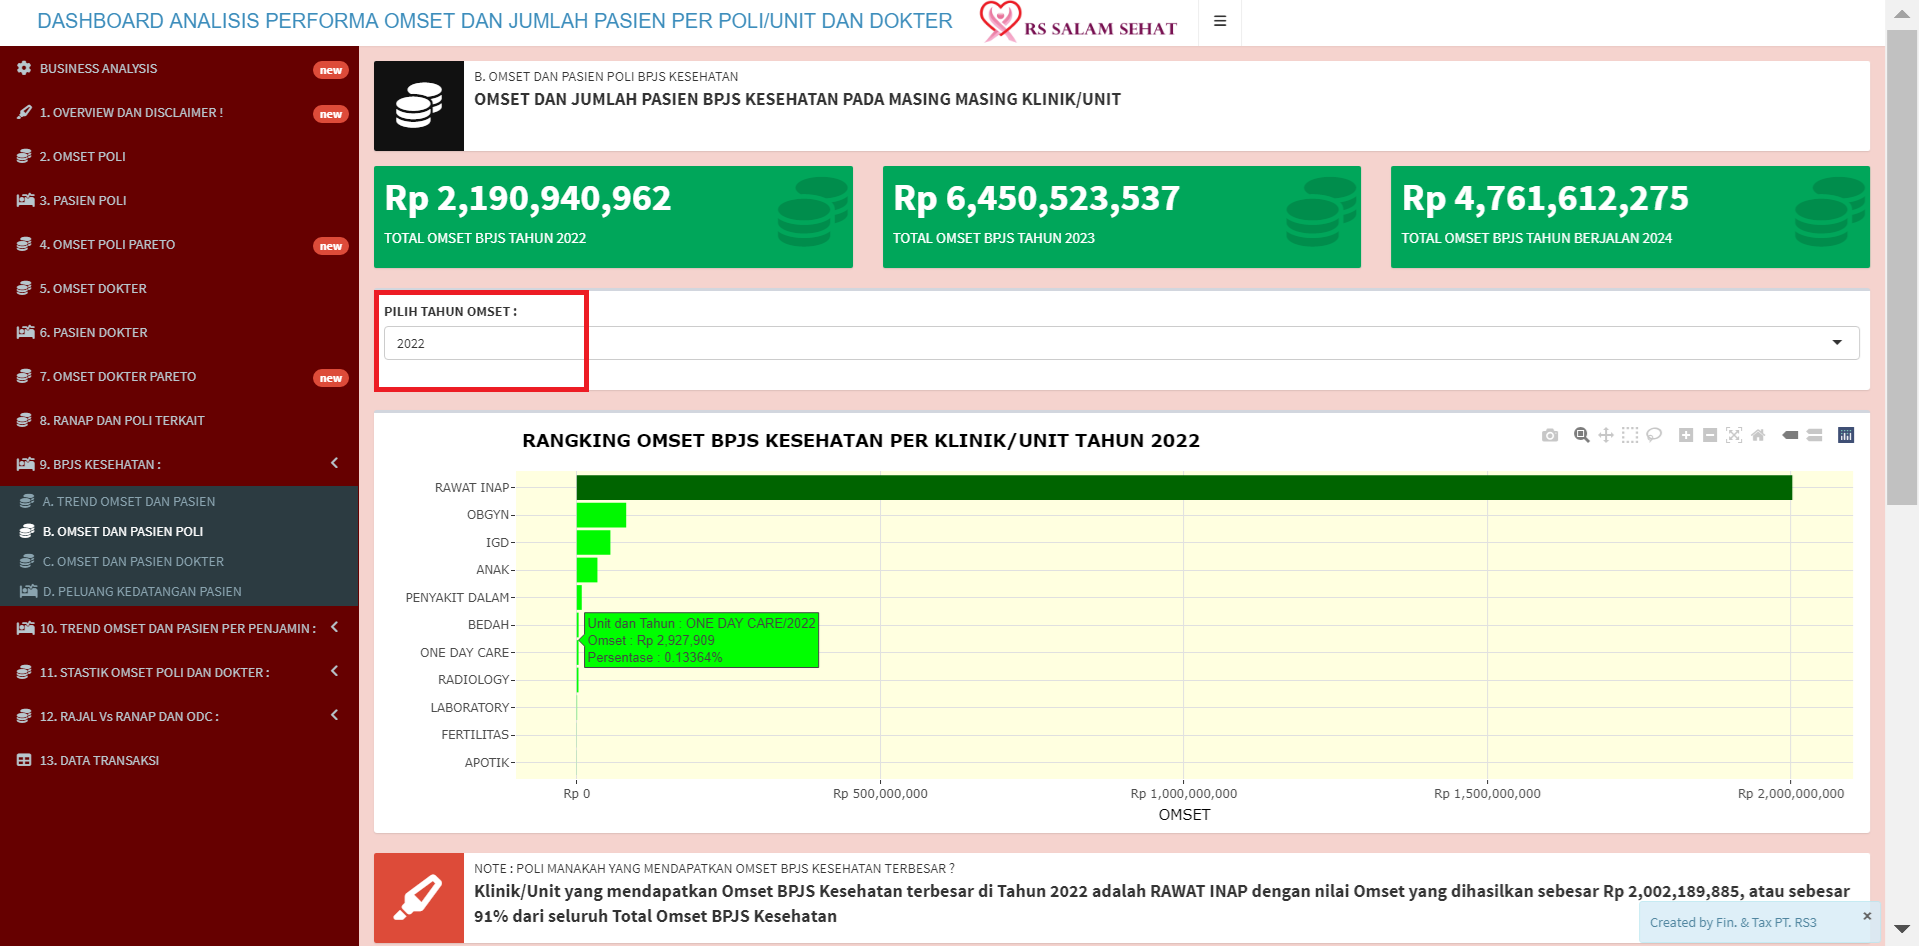 DASHBOARD ANALISIS PERFORMA OMSET DAN JUMLAH PASIEN PER POLI/UNIT DAN DOKTER
RS SALAM SEHAT
BUSINESS ANALYSIS
new
1. OVERVIEW DAN DISCLAIMER !
new
2. OMSET POLI
3. PASIEN POLI
4. OMSET POLI PARETO
new
5. OMSET DOKTER
6. PASIEN DOKTER
7. OMSET DOKTER PARETO
new
8. RANAP DAN POLI TERKAIT
9. BPJS KESEHATAN :
A. TREND OMSET DAN PASIEN
B. OMSET DAN PASIEN POLI
C. OMSET DAN PASIEN DOKTER
D. PELUANG KEDATANGAN PASIEN
10. TREND OMSET DAN PASIEN PER PENJAMIN :
11. STASTIK OMSET POLI DAN DOKTER :
12. RAJAL Vs RANAP DAN ODC :
13. DATA TRANSAKSI
B. OMSET DAN PASIEN POLI BPJS KESEHATAN
OMSET DAN JUMLAH PASIEN BPJS KESEHATAN PADA MASING MASING KLINIK/UNIT
Rp 2,190,940,962
TOTAL OMSET BPJS TAHUN 2022
Rp 6,450,523,537
TOTAL OMSET BPJS TAHUN 2023
Rp 4,761,612,275
TOTAL OMSET BPJS TAHUN BERJALAN 2024
PILIH TAHUN OMSET :
2022
RANGKING OMSET BPJS KESEHATAN PER KLINIK/UNIT TAHUN 2022
RAWAT INAP
OBGYN
IGD
ANAK
PENYAKIT DALAM
BEDAH
ONE DAY CARE
RADIOLOGY
LABORATORY
FERTILITAS
APOTIK
Unit dan Tahun : ONE DAY CARE/2022
Omset : Rp 2,927,909
Persentase : 0.13364%
Rp 0
Rp 500,000,000
Rp 1,000,000,000
Rp 1,500,000,000
Rp 2,000,000,000
OMSET
NOTE : POLI MANAKAH YANG MENDAPATKAN OMSET BPJS KESEHATAN TERBESAR ?
Klinik/Unit yang mendapatkan Omset BPJS Kesehatan terbesar di Tahun 2022 adalah RAWAT INAP dengan nilai Omset yang dihasilkan sebesar Rp 2,002,189,885, atau sebesar
91% dari seluruh Total Omset BPJS Kesehatan
Created by Fin. & Tax PT. RS3
×